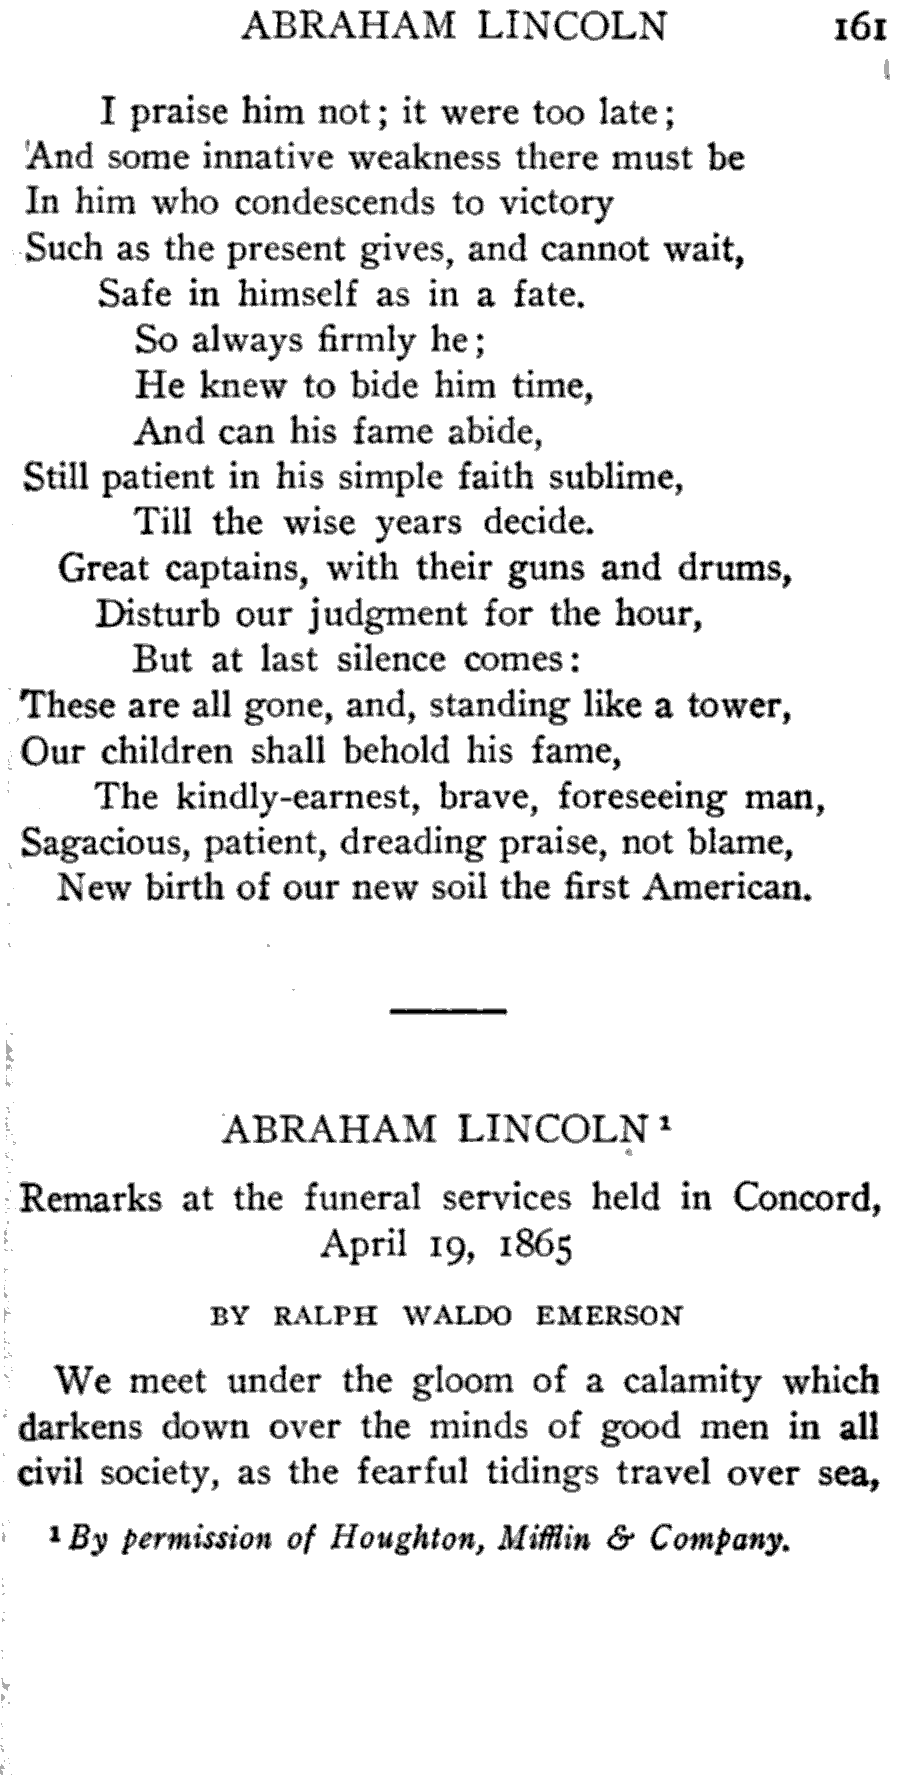 ABRAHAM LINCOLN 161
I praise him not; it were too late;
And some innative weakness there must be
In him who condescends to victory
Such as the present gives, and cannot wait,
Safe in himself as in a fate.
So always firmly he;
He knew to bide him time,
And can his fame abide,
Still patient in his simple faith sublime,
Till the wise years decide.
Great captains, with their guns and drums,
Disturb our judgment for the hour,
But at last silence comes:
These are all gone, and, standing like a tower,
Our children shall behold his fame,
The kindly-earnest, brave, foreseeing man,
Sagacious, patient, dreading praise, not blame,
New birth of our new soil the first American.
ABRAHAM LINCOLN¹
Remarks at the funeral services held in Concord,
April 19, 1865
BY RALPH WALDO EMERSON
We meet under the gloom of a calamity which
darkens down over the minds of good men in all
civil society, as the fearful tidings travel over sea,
¹ By permission of Houghton, Mifflin & Company.